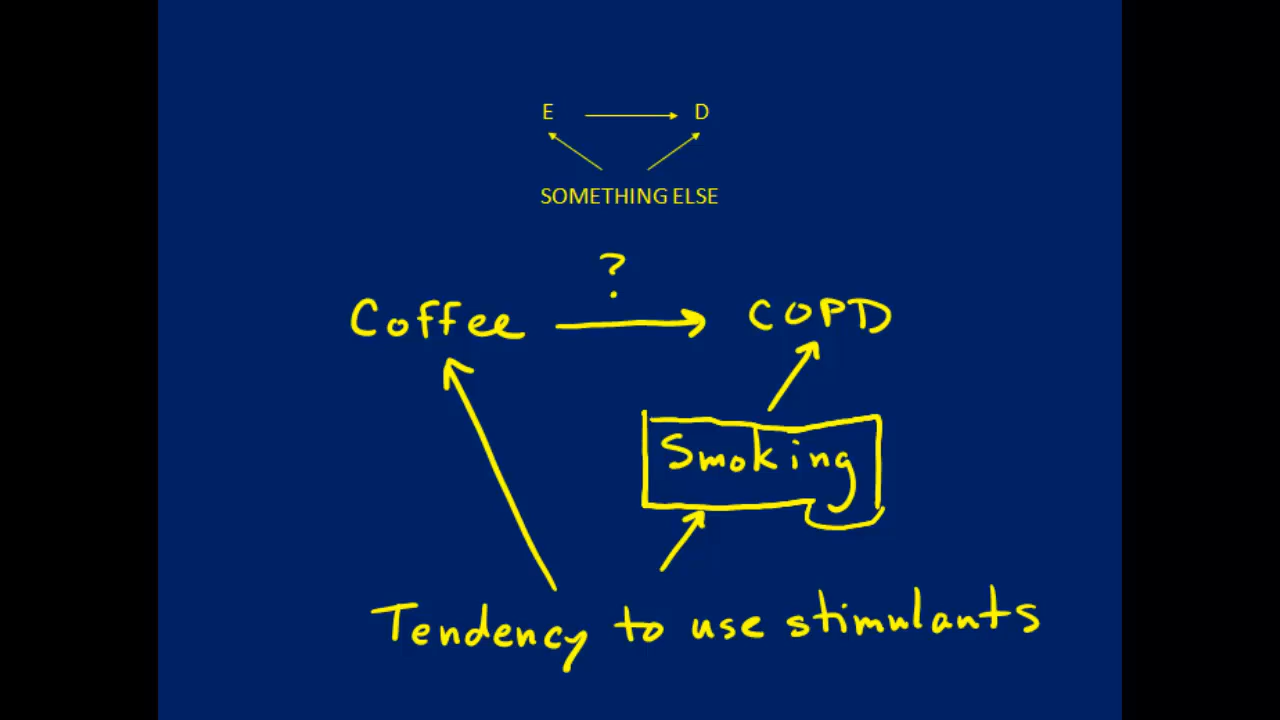 E D
SOMETHING ELSE
?
Coffee COPD
Smoking
Tendency to use stimulants